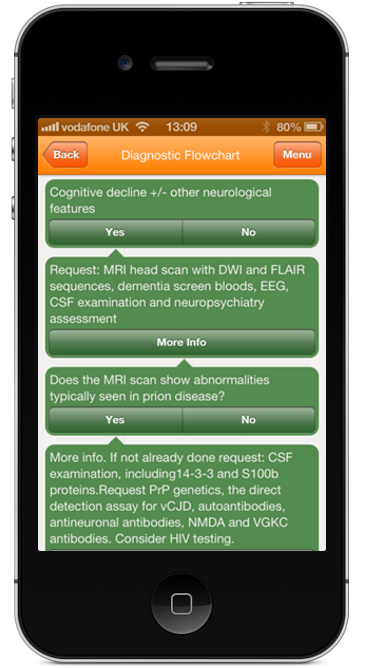 vodafone UK 13:09 80%
Back Diagnostic Flowchart Menu
Cognitive decline +/- other neurological
features
Yes No
Request: MRI head scan with DWI and FLAIR
sequences, dementia screen bloods, EEG,
CSF examination and neuropsychiatry
assessment
More Info
Does the MRI scan show abnormalities
typically seen in prion disease?
Yes No
More info. If not already done request: CSF
examination, including14-3-3 and S100b
proteins.Request PrP genetics, the direct
detection assay for vCJD, autoantibodies,
antineuronal antibodies, NMDA and VGKC
antibodies. Consider HIV testing.